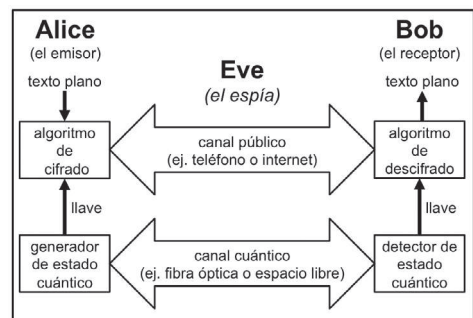 Alice
(el emisor)
texto plano
algoritmo
de
cifrado
llave
generador
de estado
cuántico
Eve
(el espía)
canal público
(ej. teléfono o internet)
canal cuántico
(ej. fibra óptica o espacio libre)
Bob
(el receptor)
texto plano
algoritmo
de
descifrado
llave
detector de
estado
cuántico